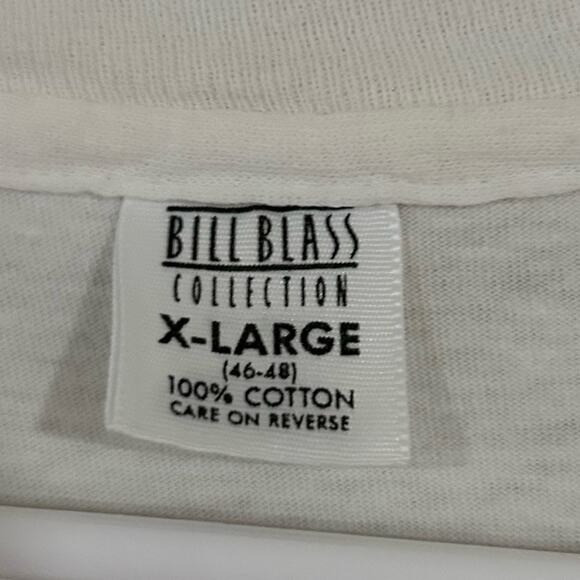 BILL BLASS
COLLECTION
X-LARGE
(46-48)
100% COTTON
CARE ON REVERSE